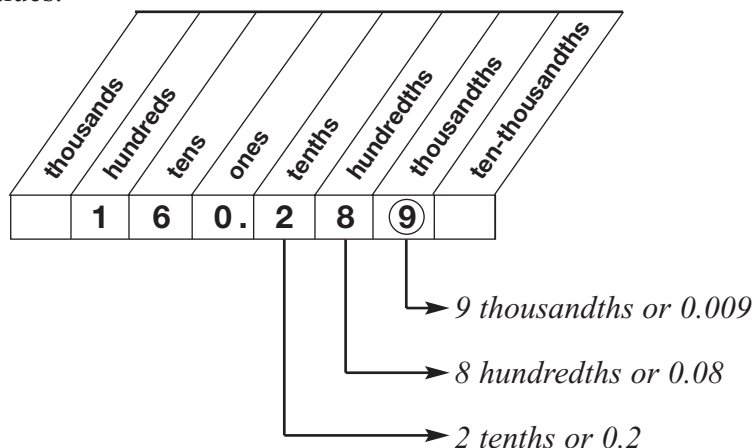 thousands
hundreds
tens
ones
tenths
hundredths
thousandths
ten-thousandths
1 6 0. 2 8 9
9 thousandths or 0.009
8 hundredths or 0.08
2 tenths or 0.2